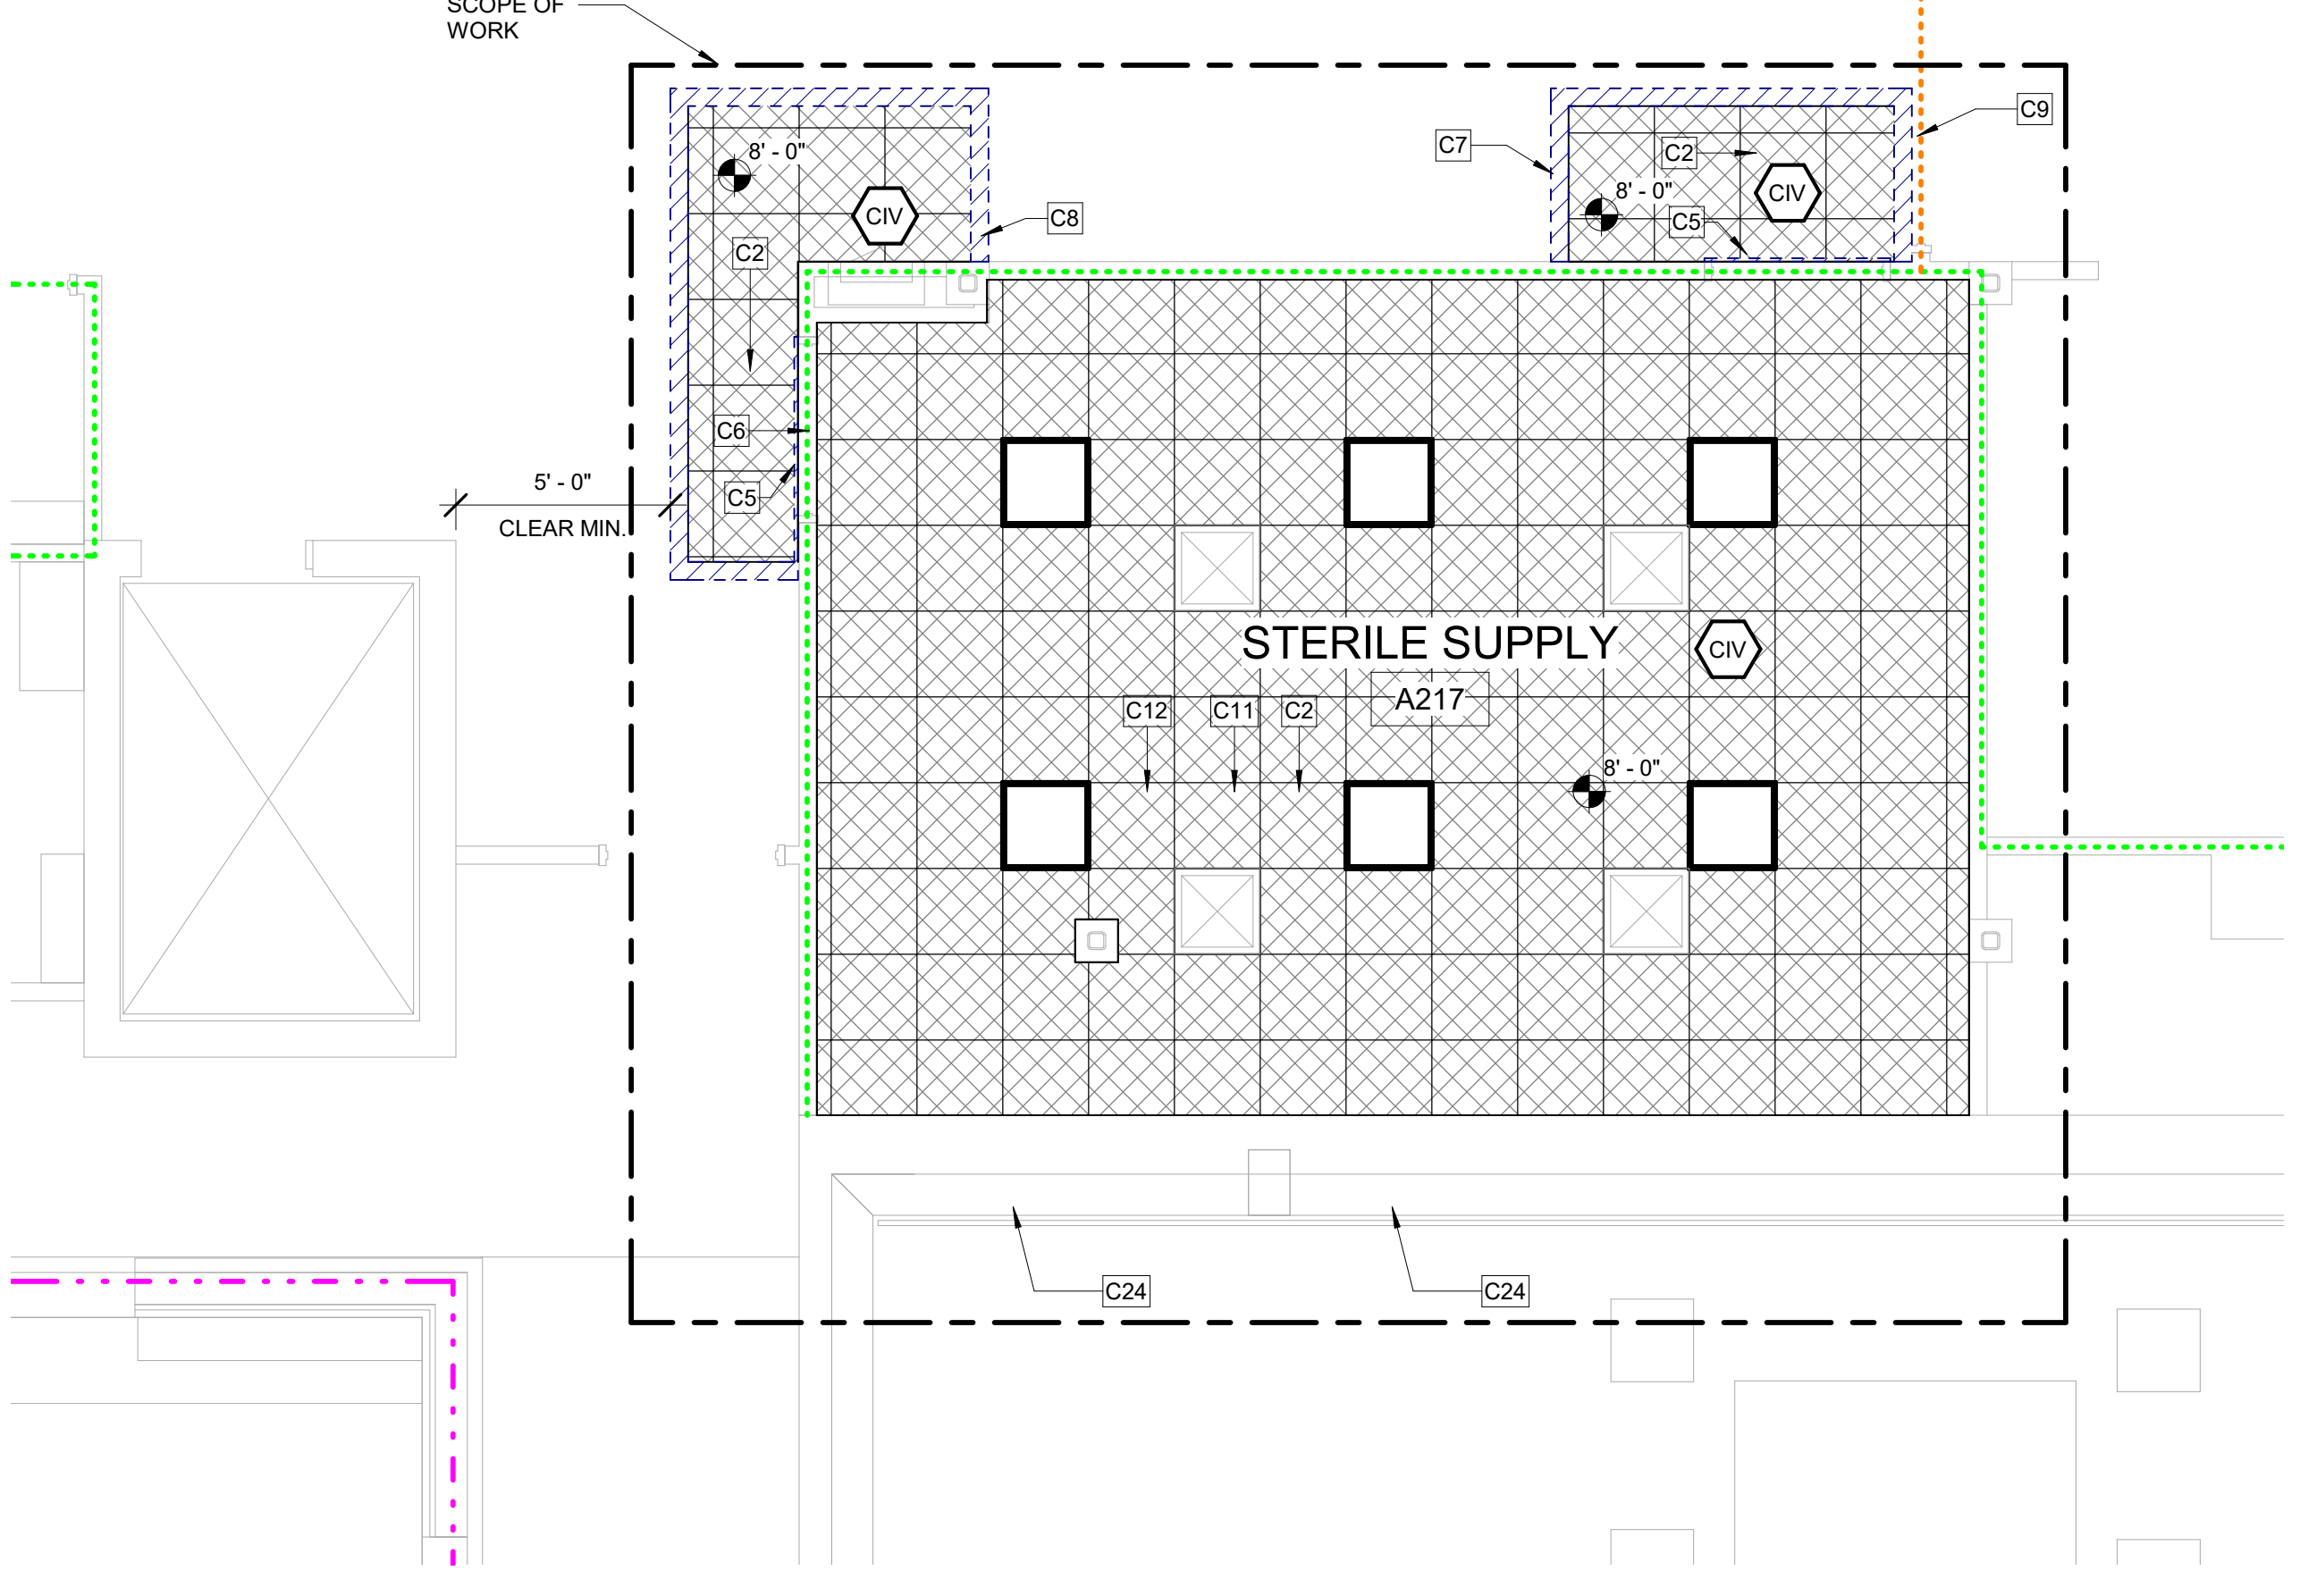 SCOPE OF
WORK
C9
C7
C2
8' - 0"
8' - 0"
CIV
CIV
C8
C5
C2
C6
5' - 0"
C5
CLEAR MIN.
STERILE SUPPLY
CIV
A217
C12
C11
C2
8' - 0"
C24
C24